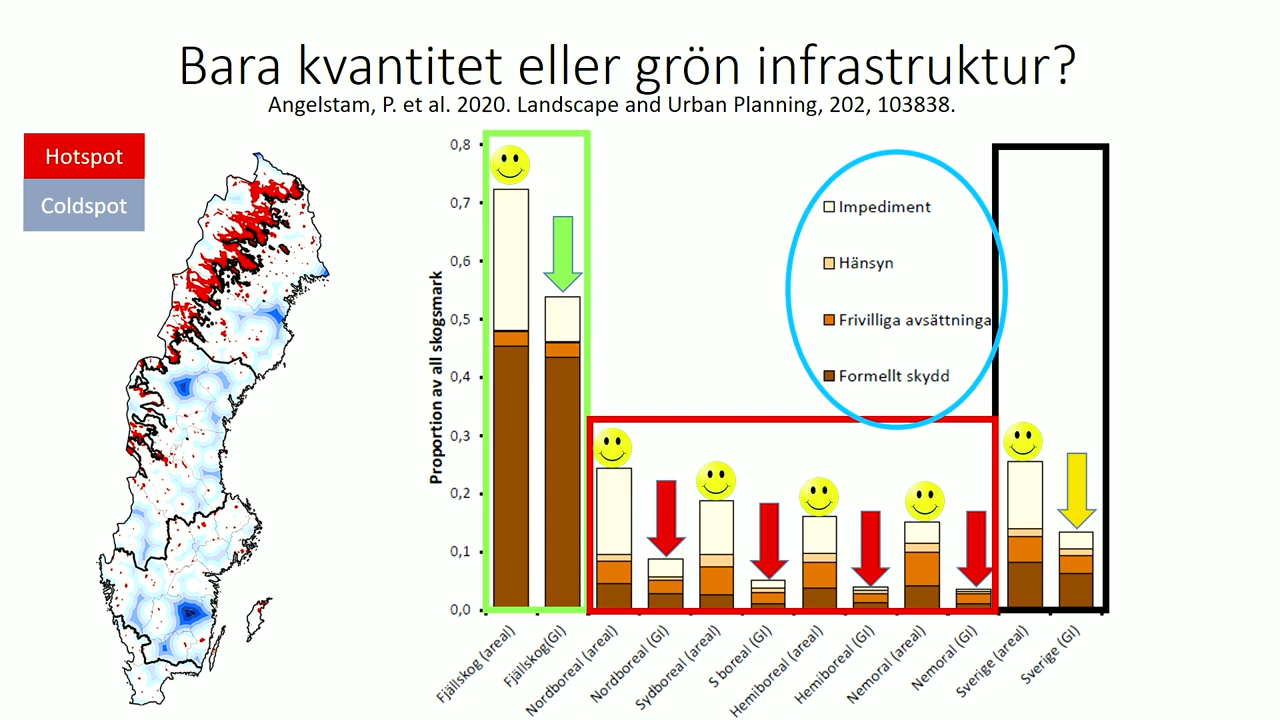 Bara kvantitet eller grön infrastruktur?
Angelstam, P. et al. 2020. Landscape and Urban Planning, 202, 103838.
Hotspot
Coldspot
Proportion av all skogsmark
0,8
0,7
0,6
0,5
0,4
0,3
0,2
0,1
0,0
Impediment
Hänsyn
Frivilliga avsättninga
Formellt skydd
Fjällskog (areal)
Fjällskog(GI)
Nordboreal (areal)
Nordboreal (GI)
Sydboreal (areal)
S boreal (GI)
Hemiboreal (areal)
Hemiboreal (GI)
Nemoral (areal)
Nemoral (GI)
Sverige (areal)
Sverige (GI)